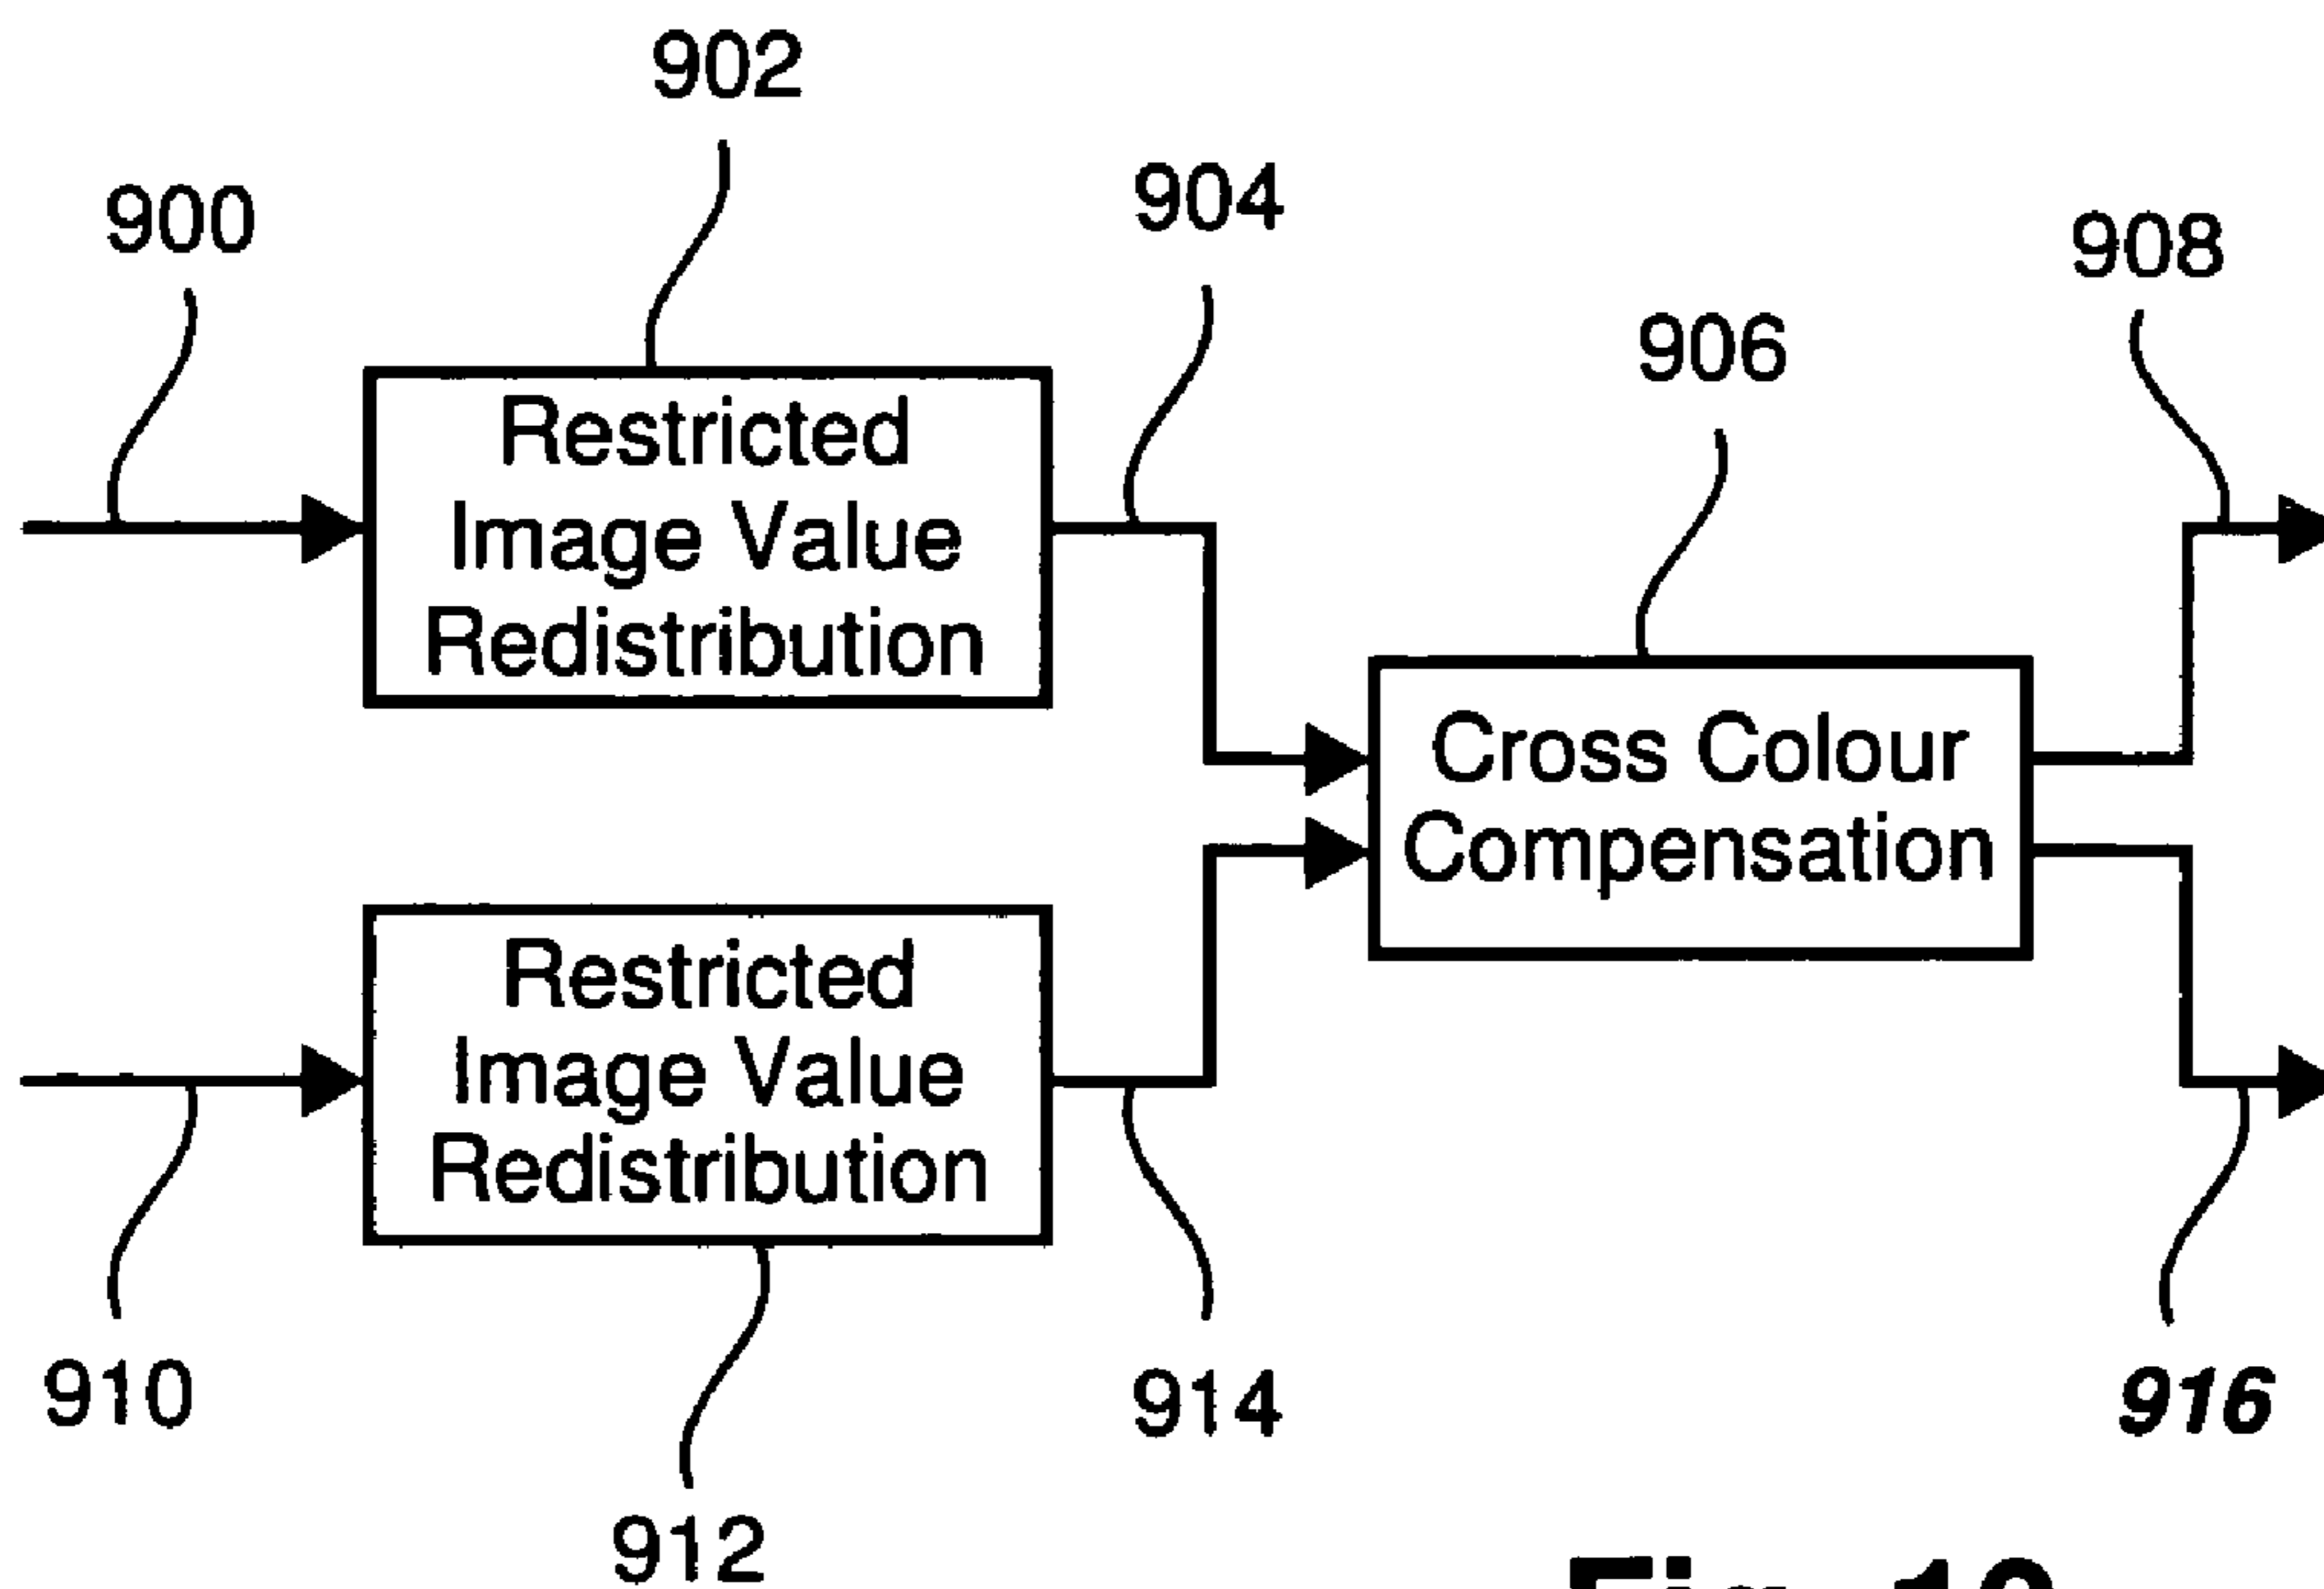 902
900
904
908
906
Restricted
Image Value
Redistribution
Cross Colour
Compensation
Restricted
Image Value
Redistribution
910
914
916
912